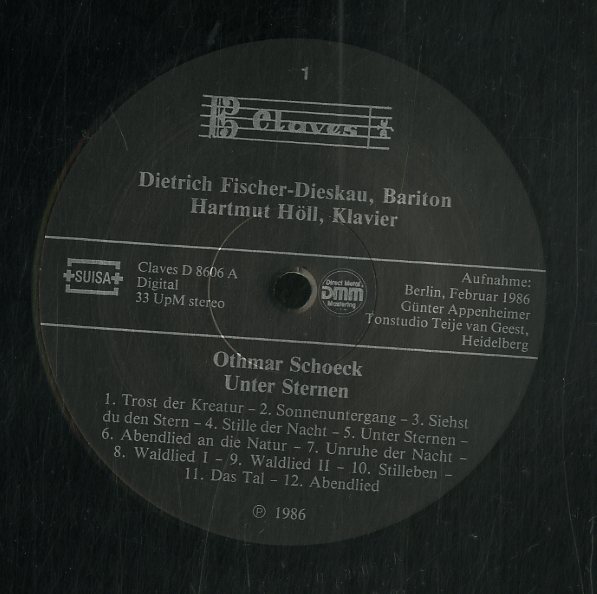 1
Claves
Dietrich Fischer-Dieskau, Bariton
Hartmut Höll, Klavier
+SUISA+
Claves D 8606 A
Digital
33 UpM stereo
Direct Metal
DMM
Mastering
Aufnahme:
Berlin, Februar 1986
Günter Appenheimer
Tonstudio Teije van Geest,
Heidelberg
Othmar Schoeck
Unter Sternen
1. Trost der Kreatur – 2. Sonnenuntergang – 3. Siehst
du den Stern – 4. Stille der Nacht – 5. Unter Sternen –
6. Abendlied an die Natur – 7. Unruhe der Nacht –
8. Waldlied I – 9. Waldlied II – 10. Stilleben –
11. Das Tal – 12. Abendlied
℗ 1986